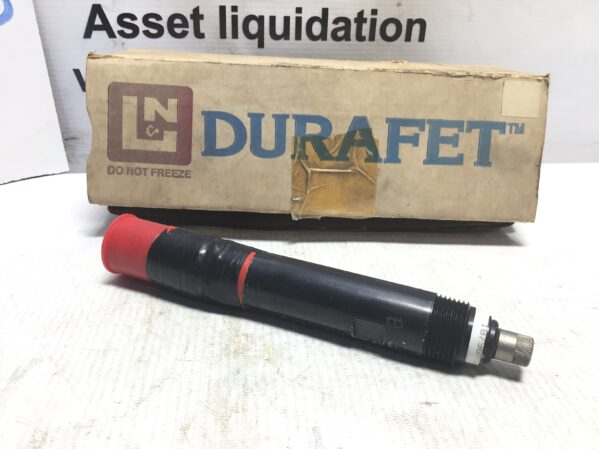 Asset liquidation
L&N DURAFET™
DO NOT FREEZE